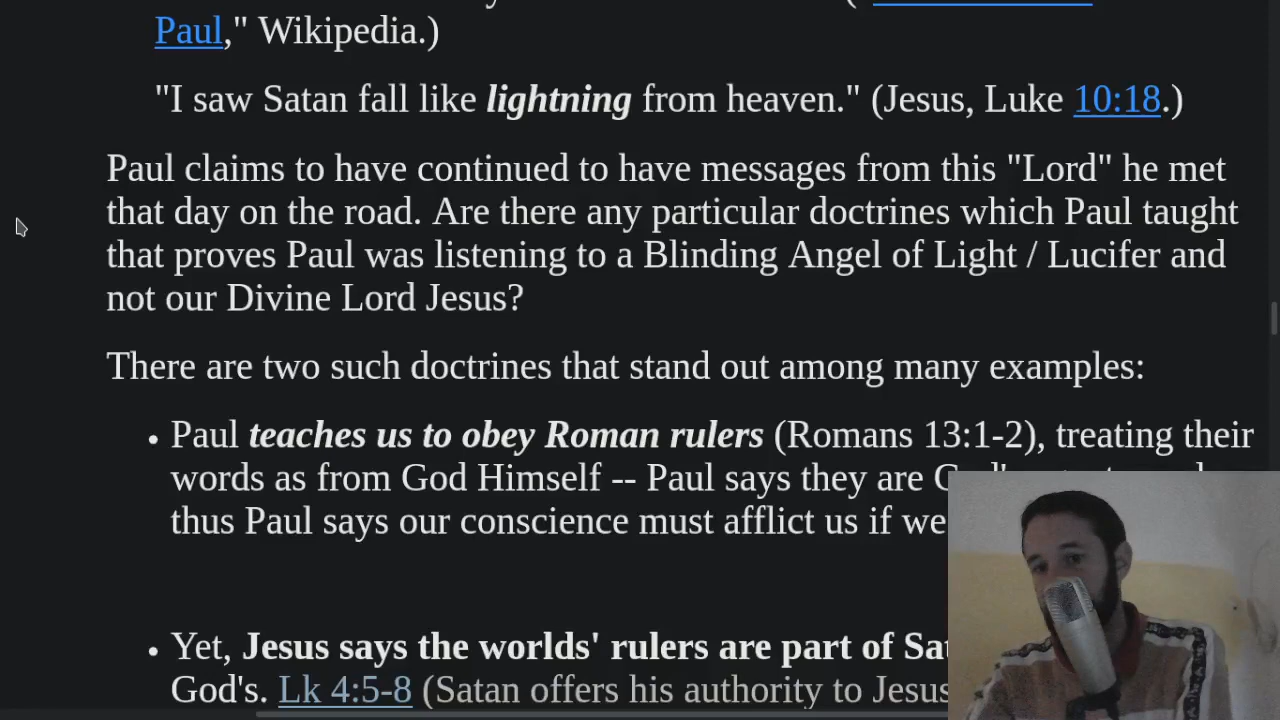 Paul," Wikipedia.)
"I saw Satan fall like lightning from heaven." (Jesus, Luke 10:18.)
Paul claims to have continued to have messages from this "Lord" he met
that day on the road. Are there any particular doctrines which Paul taught
that proves Paul was listening to a Blinding Angel of Light / Lucifer and
not our Divine Lord Jesus?
There are two such doctrines that stand out among many examples:
• Paul teaches us to obey Roman rulers (Romans 13:1-2), treating their
words as from God Himself -- Paul says they are
thus Paul says our conscience must afflict us if we
• Yet, Jesus says the worlds' rulers are part of
God's. Lk 4:5-8 (Satan offers his authority to Jesus